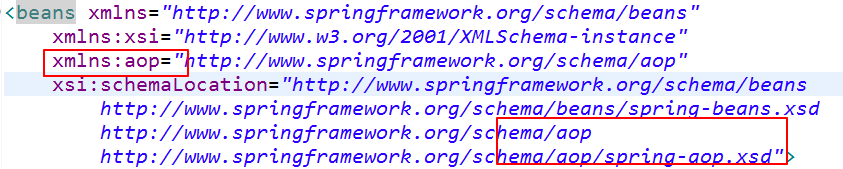 <beans xmlns="http://www.springframework.org/schema/beans"
xmlns:xsi="http://www.w3.org/2001/XMLSchema-instance"
xmlns:aop="http://www.springframework.org/schema/aop"
xsi:schemaLocation="http://www.springframework.org/schema/beans
http://www.springframework.org/schema/beans/spring-beans.xsd
http://www.springframework.org/schema/aop
http://www.springframework.org/schema/aop/spring-aop.xsd">